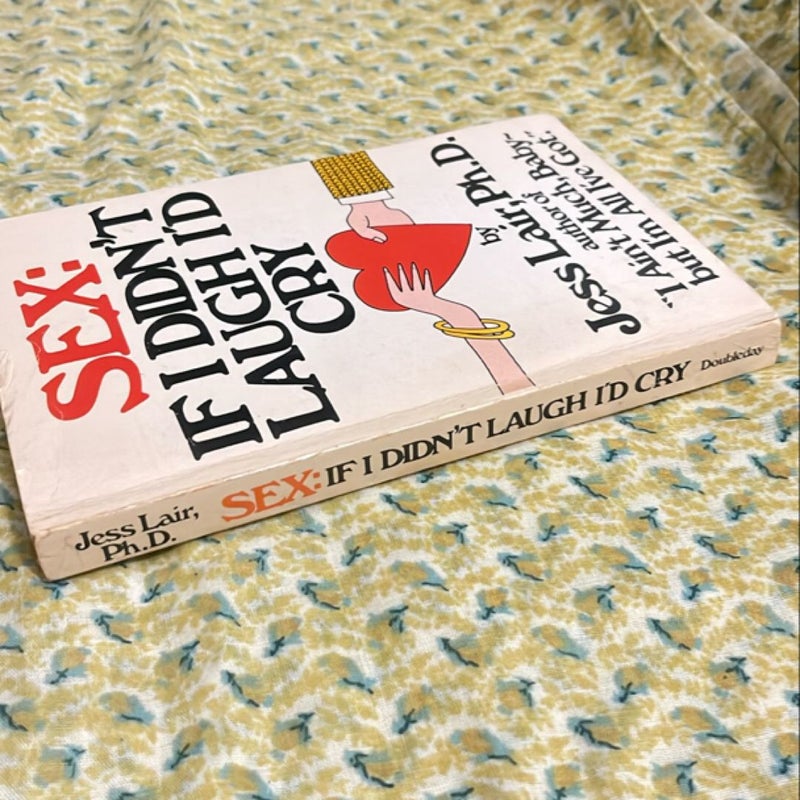 SEX:
IF I DIDN'T
LAUGH I'D
CRY
by
Jess Lair, Ph.D.
author of
"I Ain't Much, Baby-
but I'm All I've Got."
Jess Lair,
Ph.D.
SEX: IF I DIDN'T LAUGH I'D CRY
Doubleday